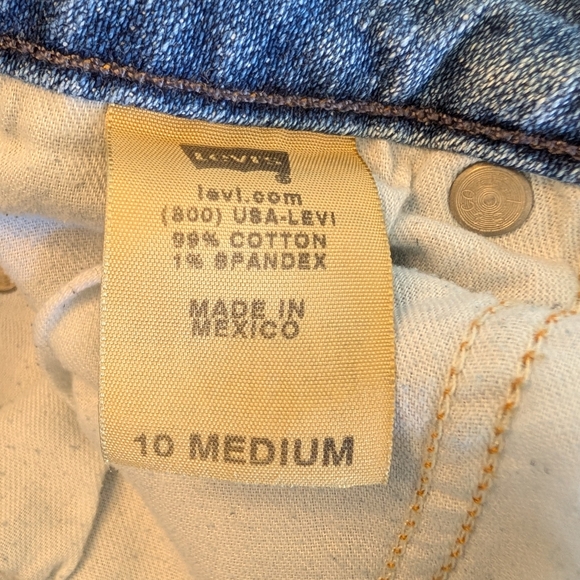 LEVI'S
levi.com
(800) USA-LEVI
99% COTTON
1% SPANDEX
MADE IN
MEXICO
10 MEDIUM